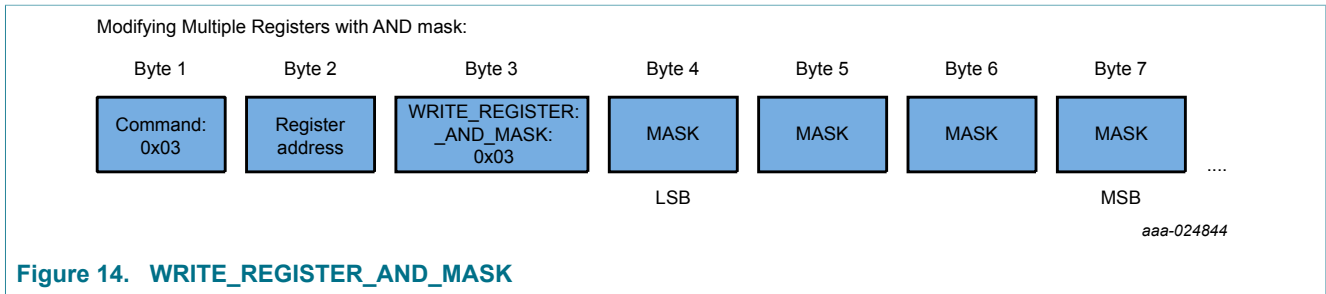 Modifying Multiple Registers with AND mask:
Byte 1 Byte 2 Byte 3 Byte 4 Byte 5 Byte 6 Byte 7
Command:
0x03
Register
address
WRITE_REGISTER:
_AND_MASK:
0x03
MASK
MASK
MASK
MASK
....
LSB MSB
aaa-024844
Figure 14. WRITE_REGISTER_AND_MASK